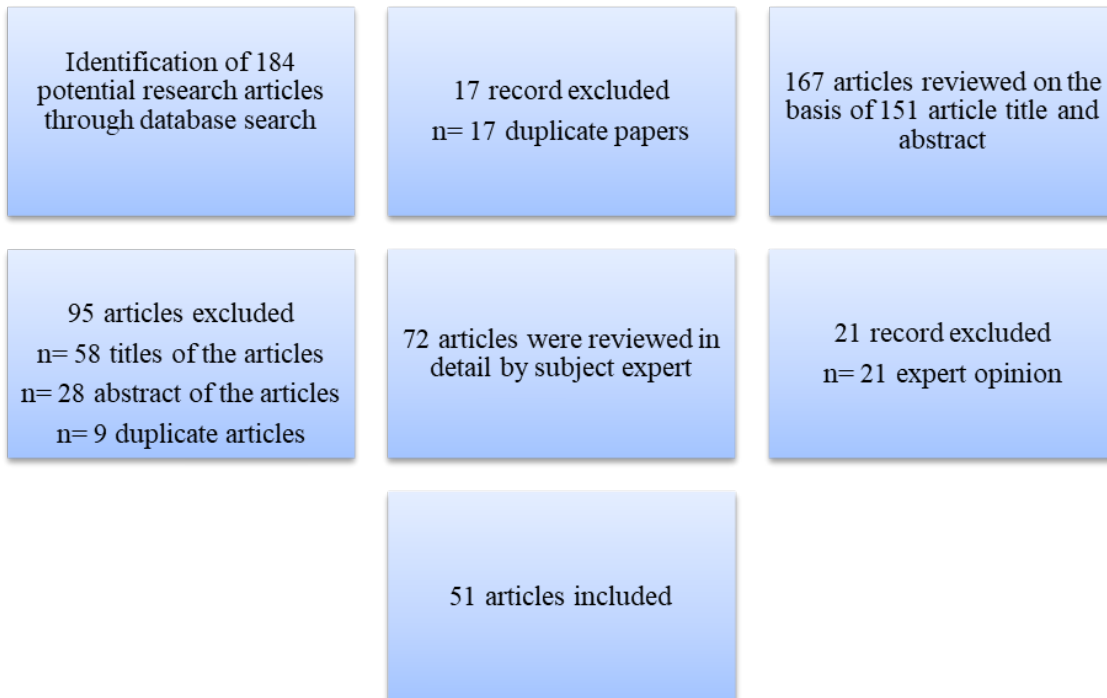 Identification of 184
potential research articles
through database search
17 record excluded
n= 17 duplicate papers
167 articles reviewed on the
basis of 151 article title and
abstract
95 articles excluded
n= 58 titles of the articles
n= 28 abstract of the articles
n= 9 duplicate articles
72 articles were reviewed in
detail by subject expert
21 record excluded
n= 21 expert opinion
51 articles included